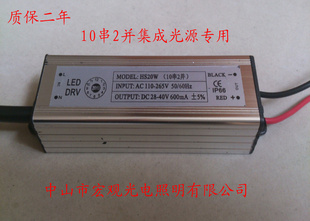 质保二年
10串2并集成光源专用
LED
DRV
L
N
MODEL: HS20W (10串2并)
INPUT: AC 110-265V 50/60Hz
OUTPUT: DC 28-40V 600mA ±5%
BLACK-
CE IP66
RED +
中山市宏观光电照明有限公司